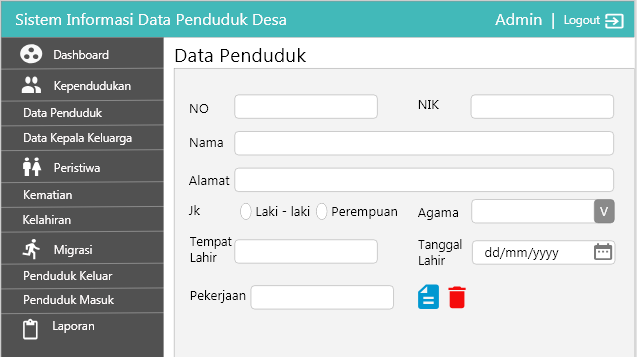 Sistem Informasi Data Penduduk Desa
Admin | Logout
Dashboard
Kependudukan
Data Penduduk
Data Kepala Keluarga
Peristiwa
Kematian
Kelahiran
Migrasi
Penduduk Keluar
Penduduk Masuk
Laporan
Data Penduduk
NO
NIK
Nama
Alamat
Jk
Laki - laki
Perempuan
Agama
V
Tempat
Lahir
Tanggal
Lahir
dd/mm/yyyy
Pekerjaan